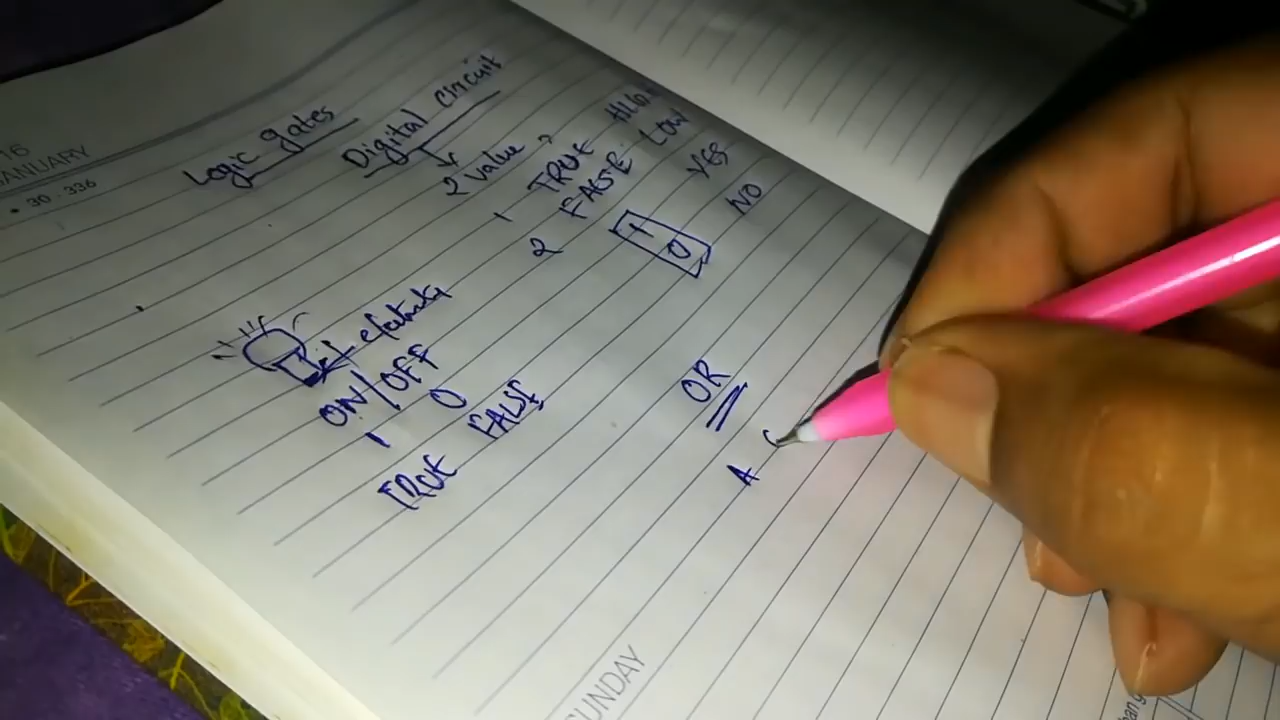 16
JANUARY
• 30 - 336
Logic gates
Digital Circuit
2 value
1 TRUE HIGH
2 FALSE LOW
YES
NO
1
0
ON/OFF
1 0
TRUE FALSE
OR
A
SUNDAY